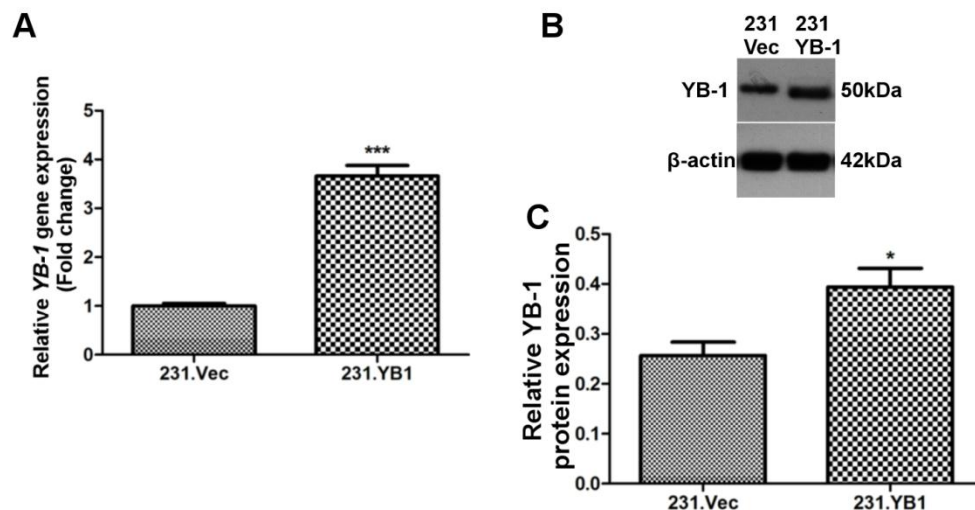 A
Relative YB-1 gene expression
(Fold change)
5
4
3
2
1
0
***
231.Vec
231.YB1
B
231 231
Vec YB-1
YB-1
50kDa
β-actin
42kDa
C
Relative YB-1
protein expression
0.5
0.4
0.3
0.2
0.1
0.0
*
231.Vec
231.YB1